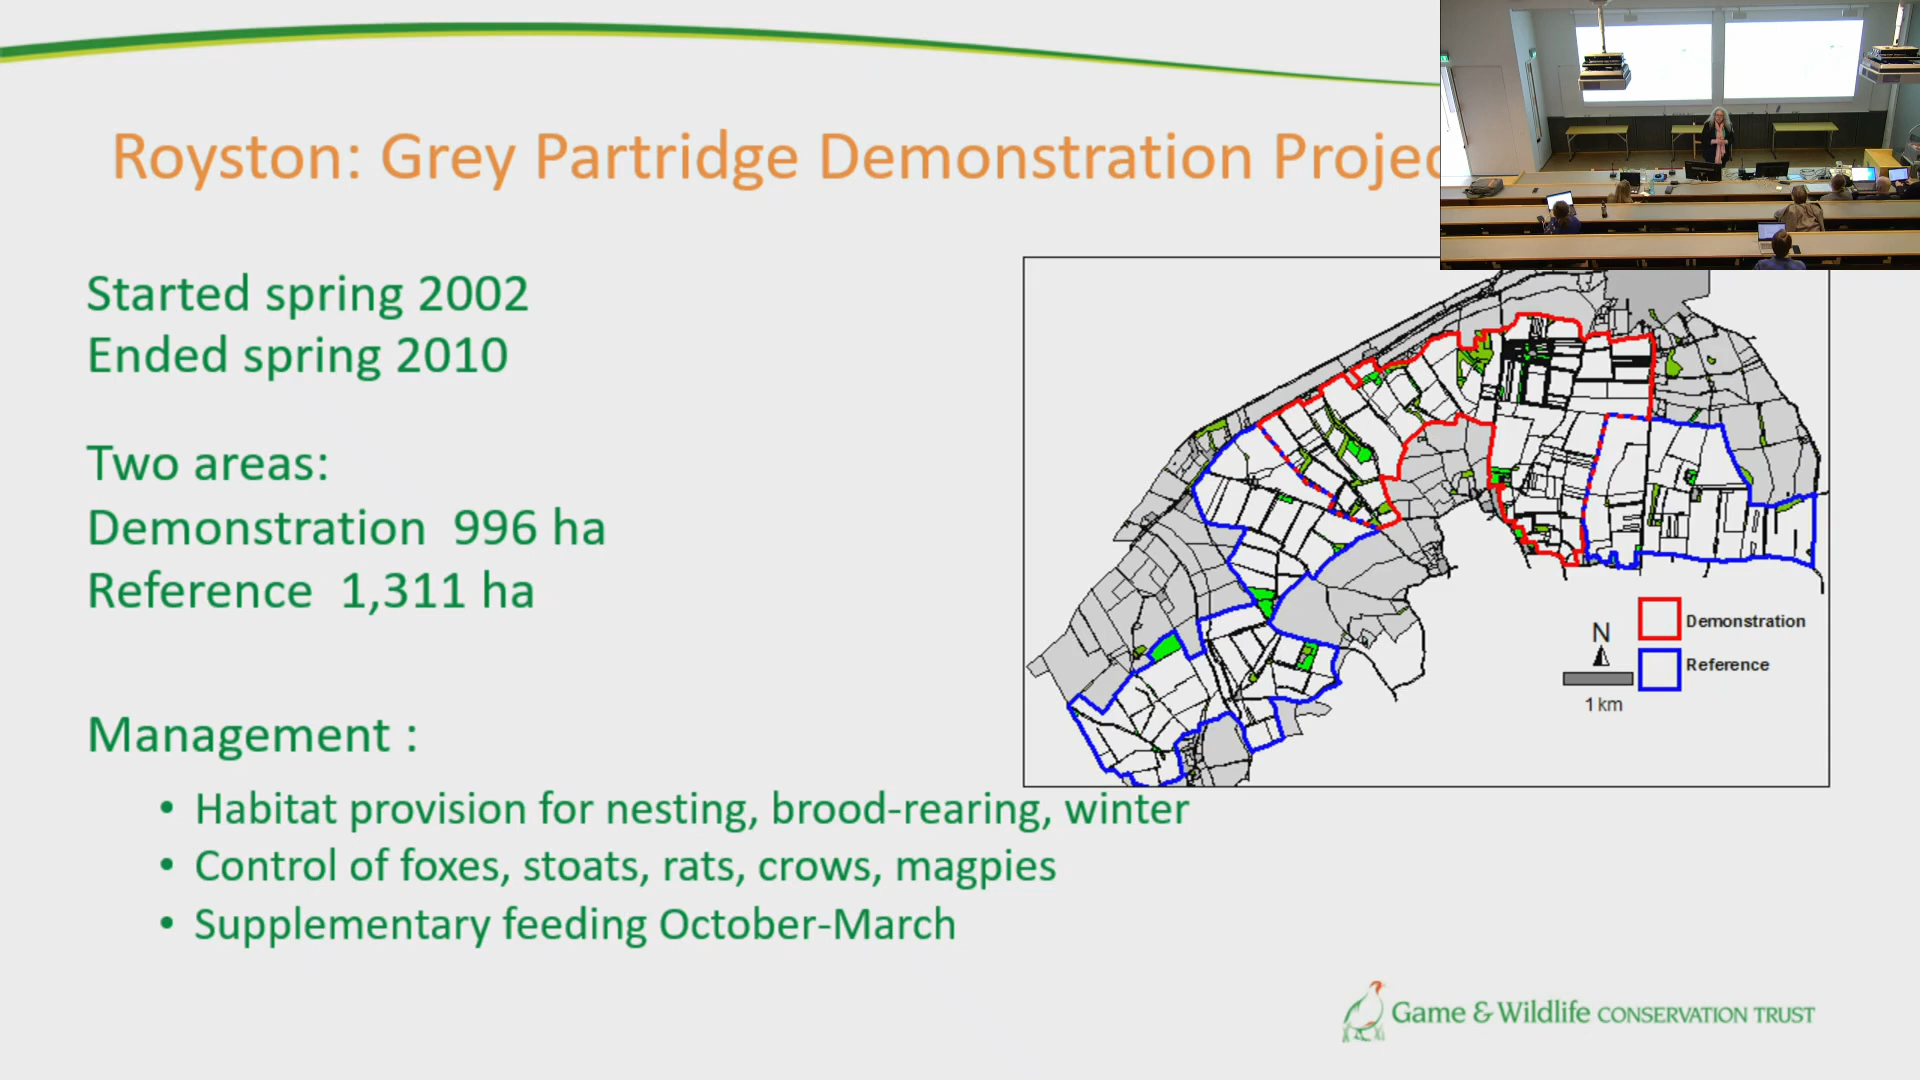 Royston: Grey Partridge Demonstration Projec
Started spring 2002
Ended spring 2010
Two areas:
Demonstration 996 ha
Reference 1,311 ha
Management :
• Habitat provision for nesting, brood-rearing, winter
• Control of foxes, stoats, rats, crows, magpies
• Supplementary feeding October-March
N
1 km
Demonstration
Reference
Game & Wildlife CONSERVATION TRUST